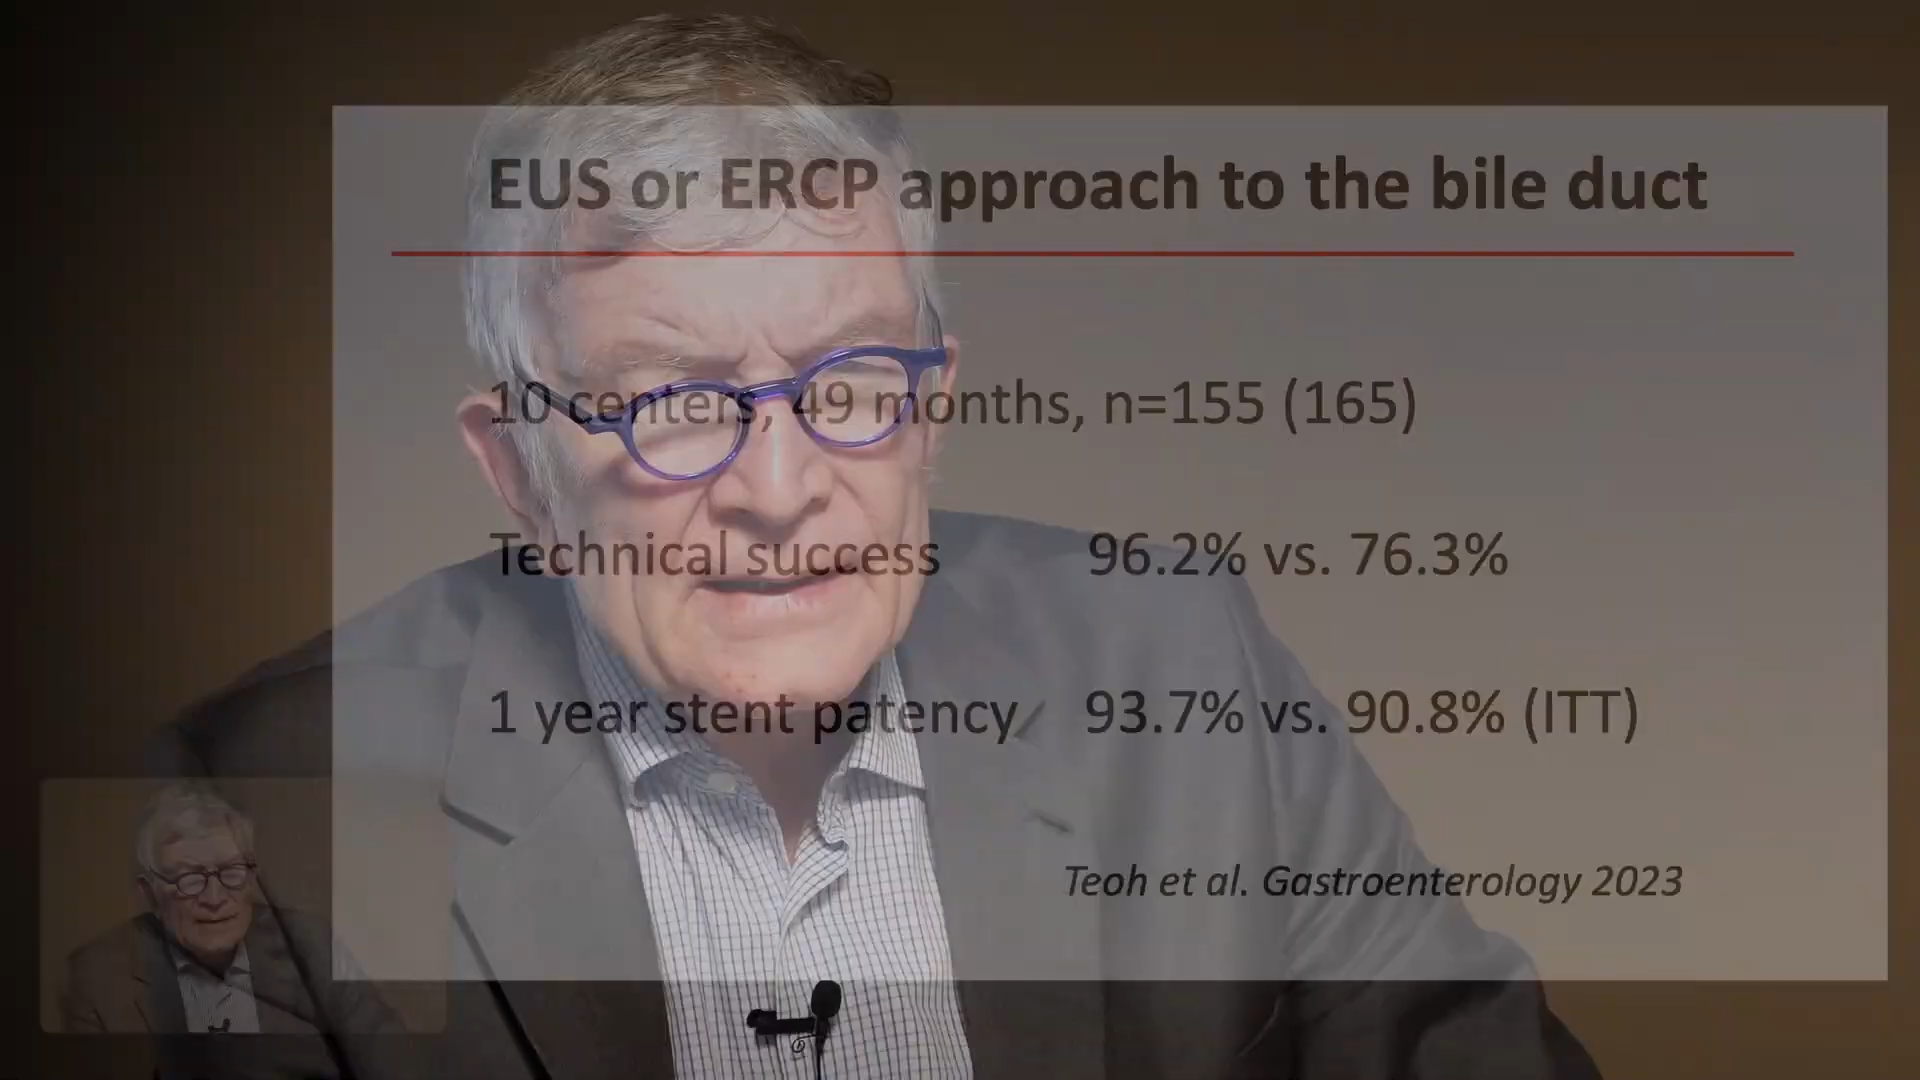 EUS or ERCP approach to the bile duct
10 centers, 49 months, n=155 (165)
Technical success 96.2% vs. 76.3%
1 year stent patency 93.7% vs. 90.8% (ITT)
Teoh et al. Gastroenterology 2023